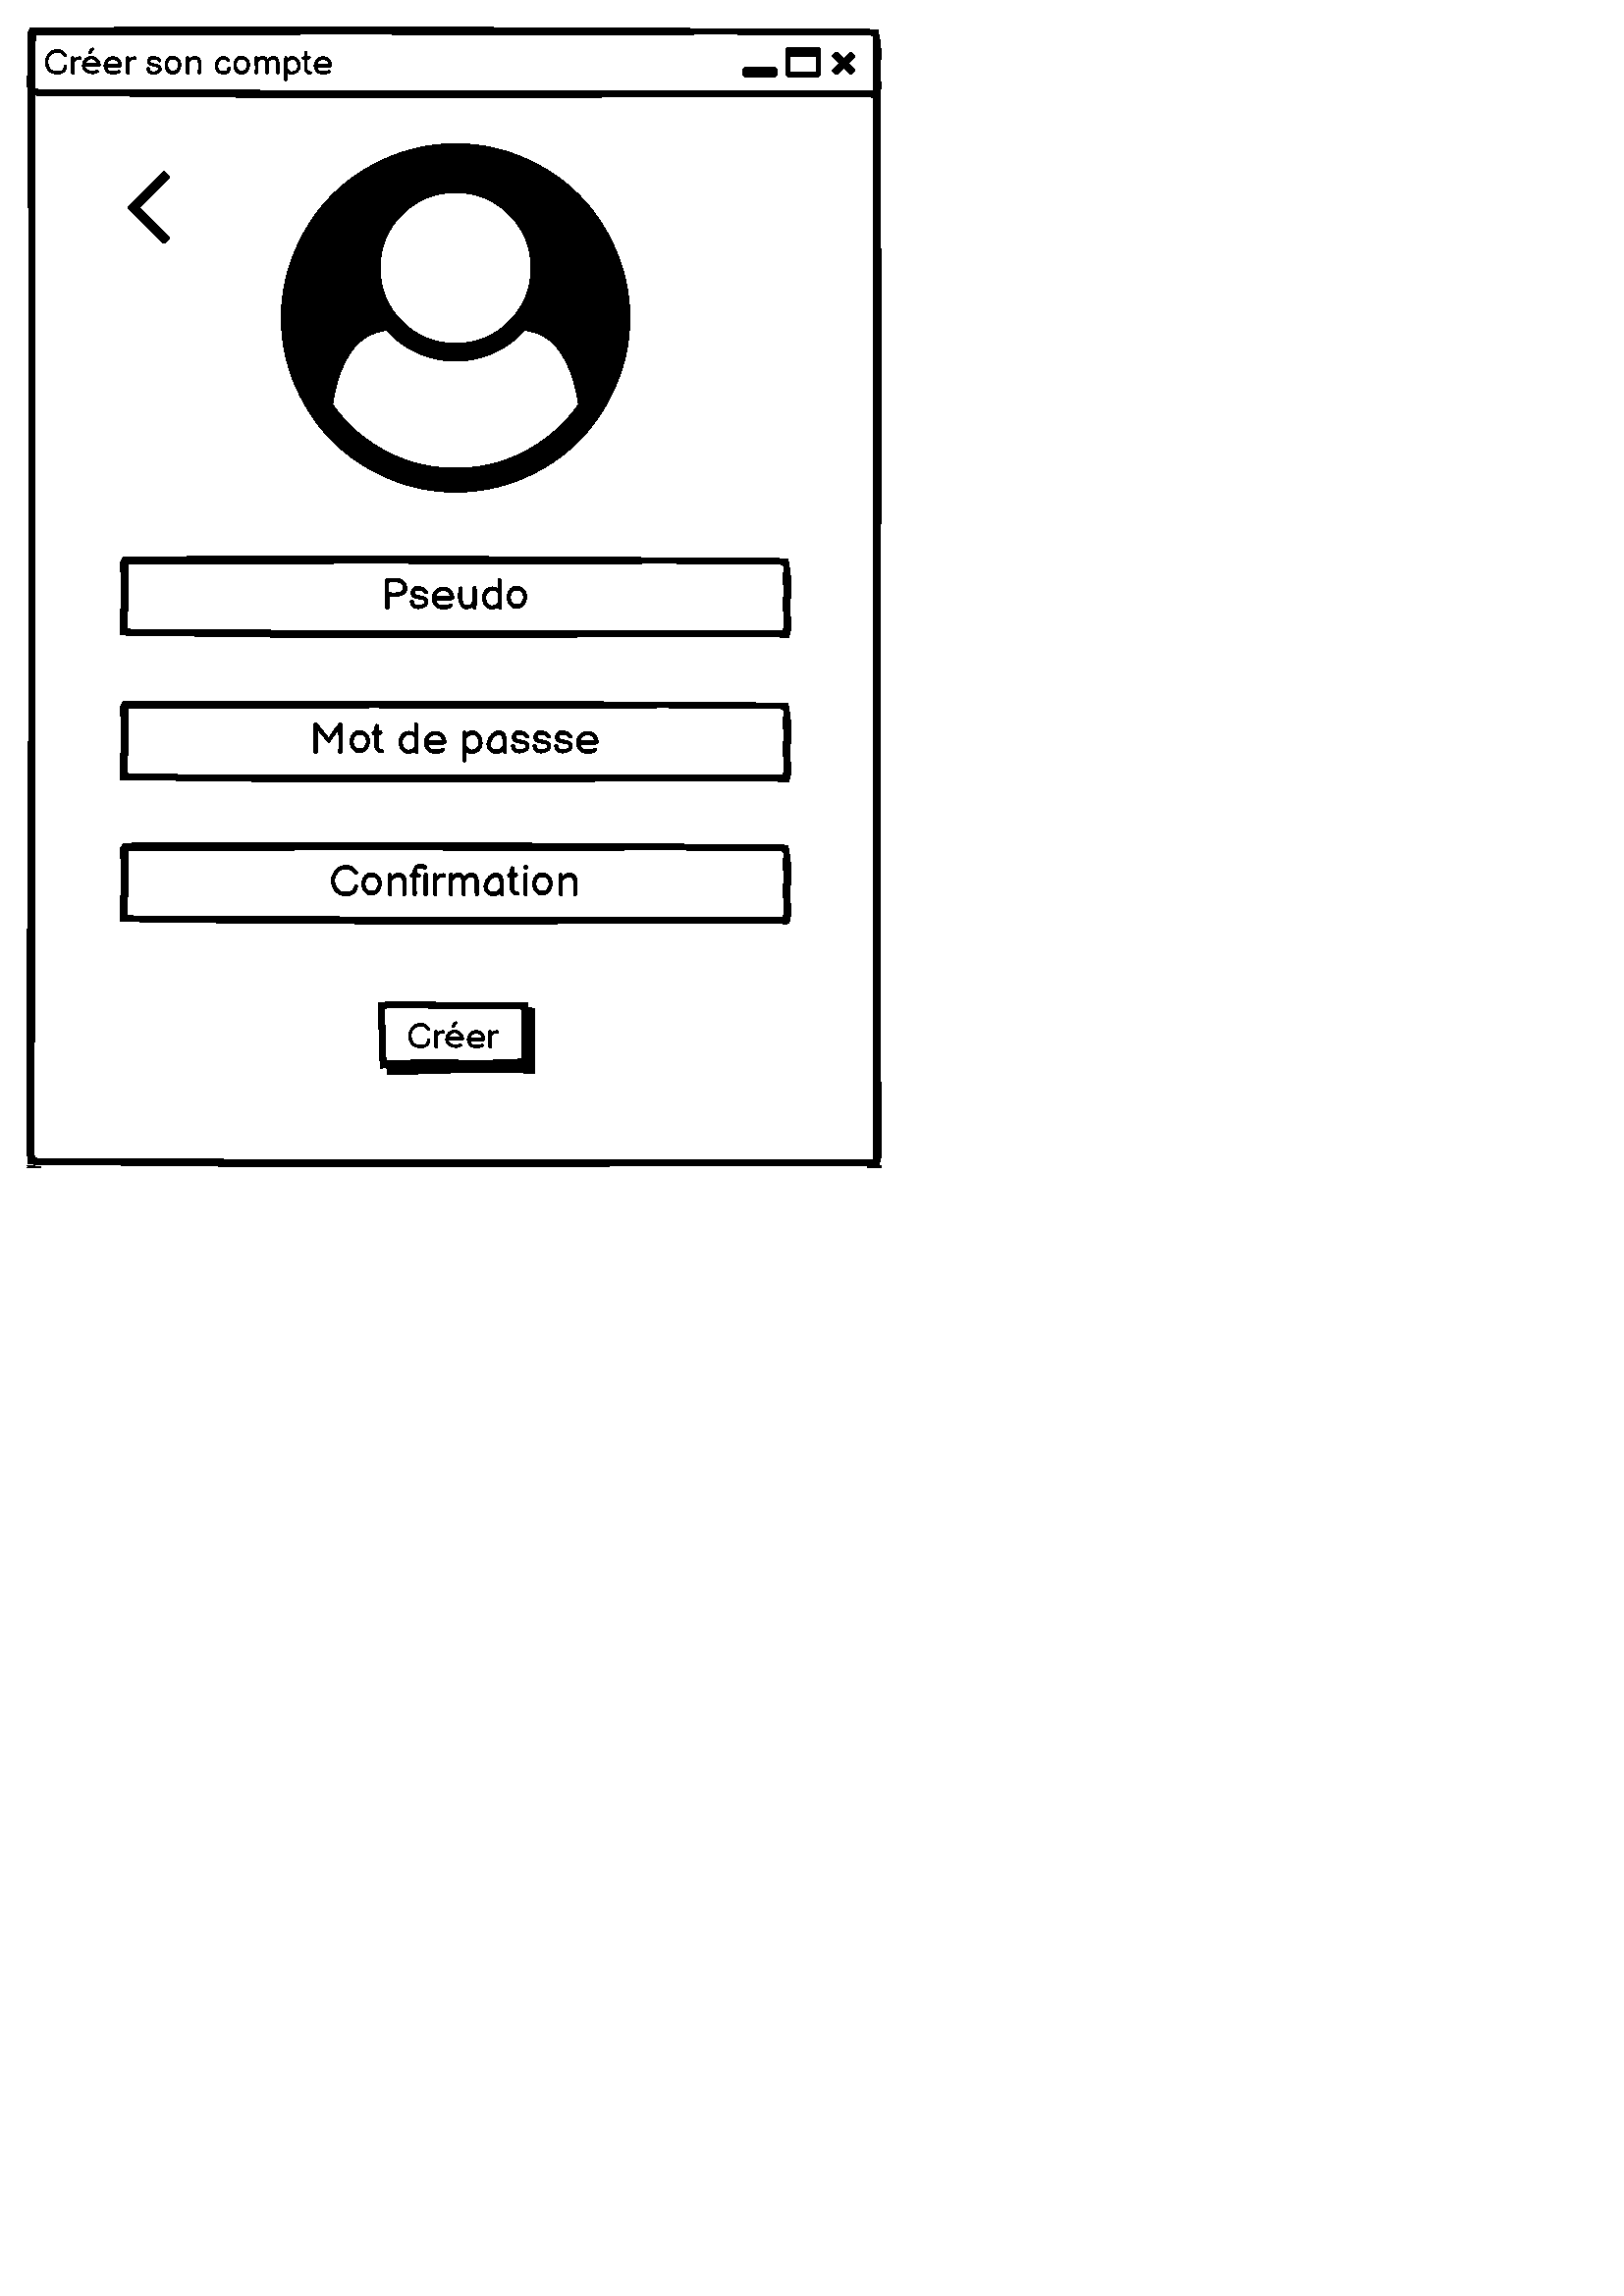 Créer son compte
Pseudo
Mot de passse
Confirmation
Créer